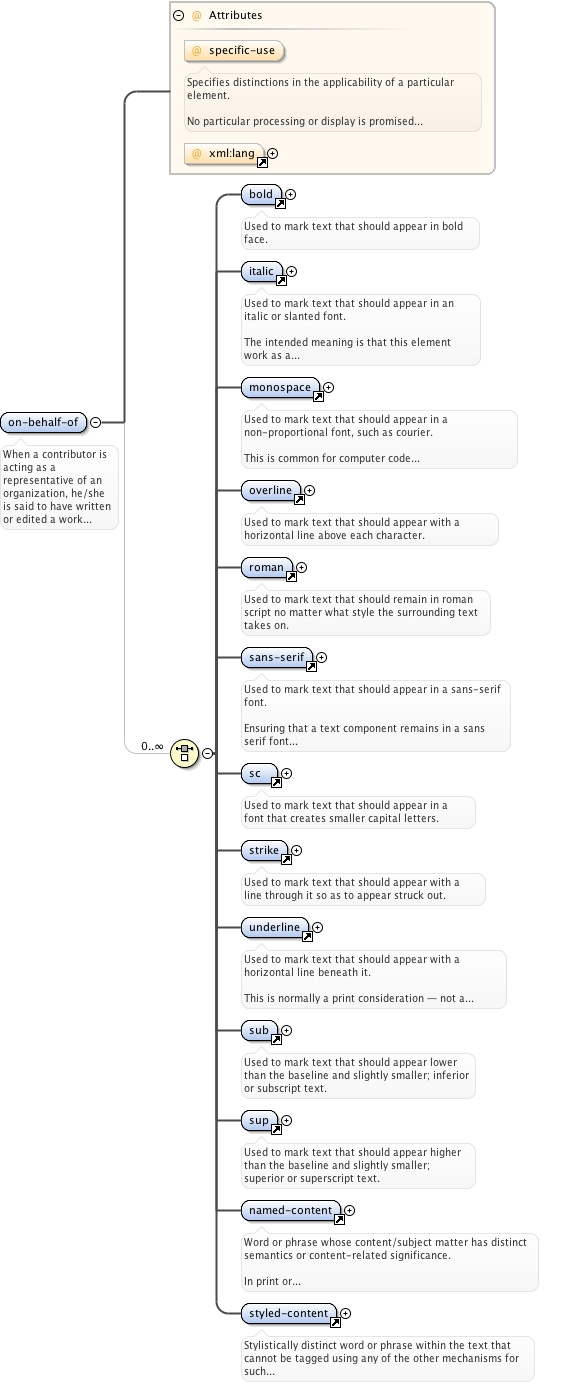 @ Attributes
@ specific-use
Specifies distinctions in the applicability of a particular
element.
No particular processing or display is promised...
@ xml:lang
bold
Used to mark text that should appear in bold
face.
italic
Used to mark text that should appear in an
italic or slanted font.
The intended meaning is that this element
work as a...
monospace
Used to mark text that should appear in a
non-proportional font, such as courier.
This is common for computer code...
on-behalf-of
When a contributor is
acting as a
representative of an
organization, he/she
is said to have written
or edited a work...
overline
Used to mark text that should appear with a
horizontal line above each character.
roman
Used to mark text that should remain in roman
script no matter what style the surrounding text
takes on.
sans-serif
Used to mark text that should appear in a sans-serif
font.
Ensuring that a text component remains in a sans
serif font...
0..∞
sc
Used to mark text that should appear in a
font that creates smaller capital letters.
strike
Used to mark text that should appear with a
line through it so as to appear struck out.
underline
Used to mark text that should appear with a
horizontal line beneath it.
This is normally a print consideration — not a...
sub
Used to mark text that should appear lower
than the baseline and slightly smaller; inferior
or subscript text.
sup
Used to mark text that should appear higher
than the baseline and slightly smaller;
superior or superscript text.
named-content
Word or phrase whose content/subject matter has distinct
semantics or content-related significance.
In print or...
styled-content
Stylistically distinct word or phrase within the text that
cannot be tagged using any of the other mechanisms for
such...